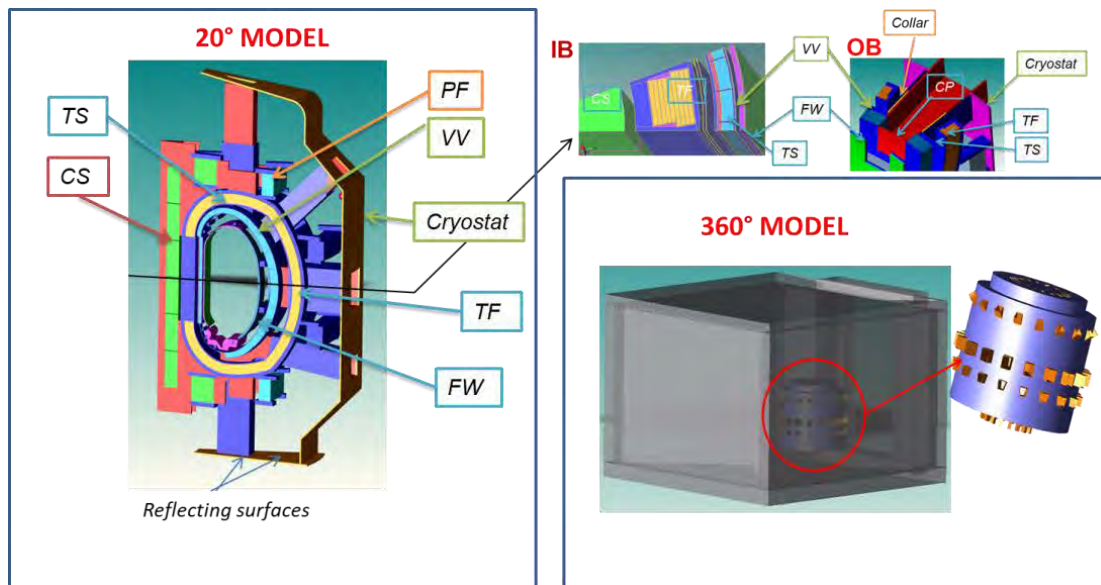 20° MODEL
PF
TS
VV
CS
Cryostat
TF
FW
Reflecting surfaces
IB
CS
TF
VV
FW
TS
OB
Collar
CP
Cryostat
TF
TS
360° MODEL